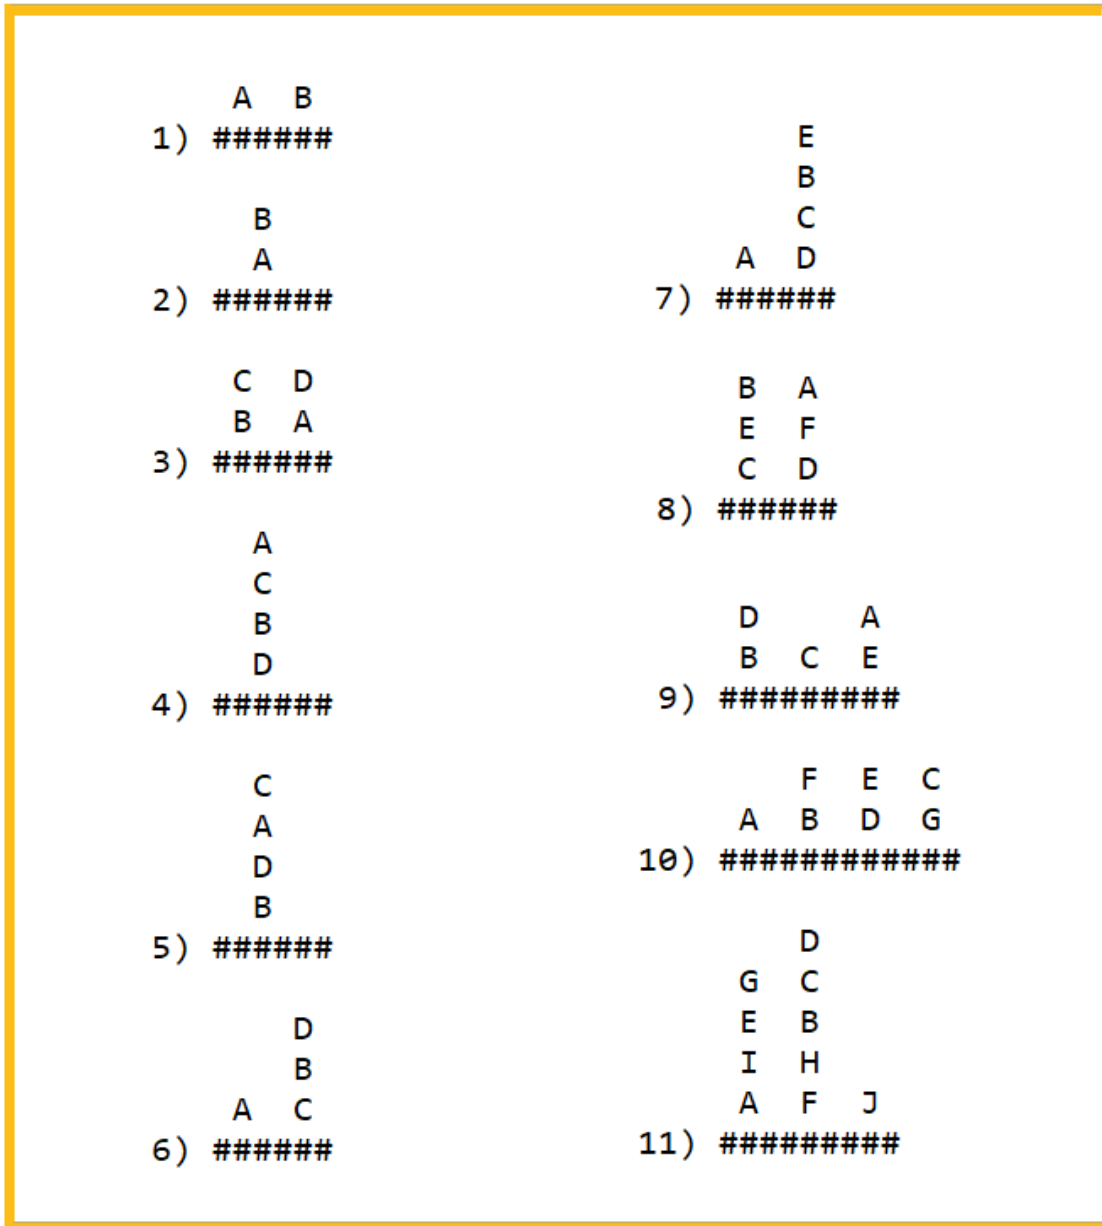 A B
1) ######
B
A
2) ######
C D
B A
3) ######
A
C
B
D
4) ######
C
A
D
B
5) ######
D
B
A C
6) ######
E
B
C
A D
7) ######
B A
E F
C D
8) ######
D A
B C E
9) #########
F E C
A B D G
10) ############
D
G C
E B
I H
A F J
11) #########